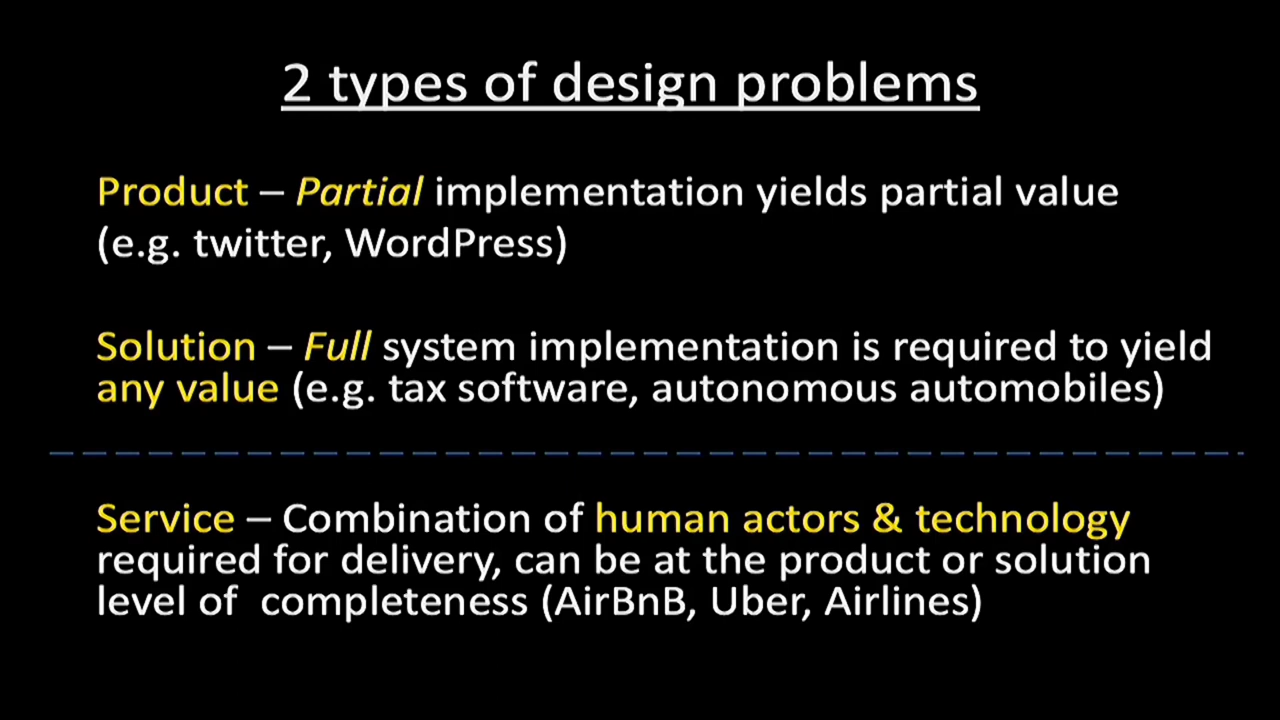 2 types of design problems
Product – Partial implementation yields partial value
(e.g. twitter, WordPress)
Solution – Full system implementation is required to yield
any value (e.g. tax software, autonomous automobiles)
Service – Combination of human actors & technology
required for delivery, can be at the product or solution
level of  completeness (AirBnB, Uber, Airlines)